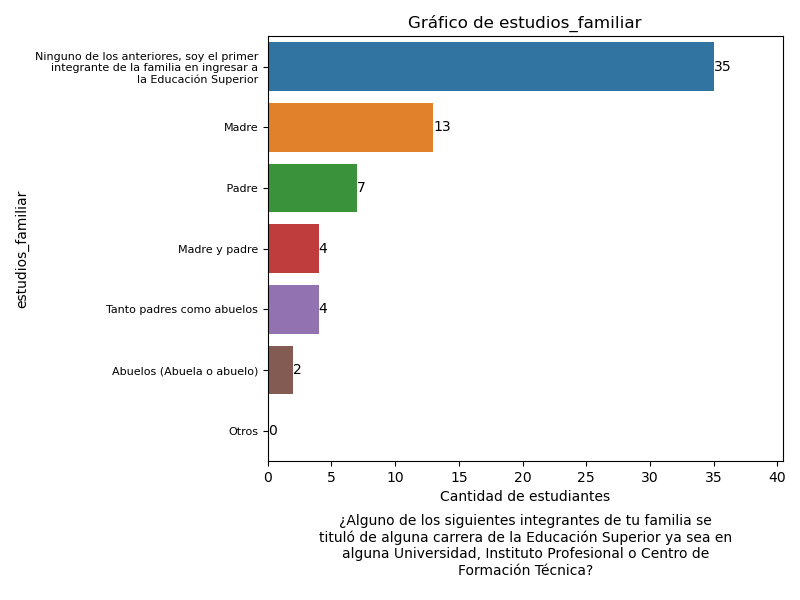 Gráfico de estudios_familiar
Ninguno de los anteriores, soy el primer
integrante de la familia en ingresar a
la Educación Superior
35
Madre
13
Padre
7
Madre y padre
4
Tanto padres como abuelos
4
Abuelos (Abuela o abuelo)
2
Otros
0
estudios_familiar
0 5 10 15 20 25 30 35 40
Cantidad de estudiantes
¿Alguno de los siguientes integrantes de tu familia se
tituló de alguna carrera de la Educación Superior ya sea en
alguna Universidad, Instituto Profesional o Centro de
Formación Técnica?